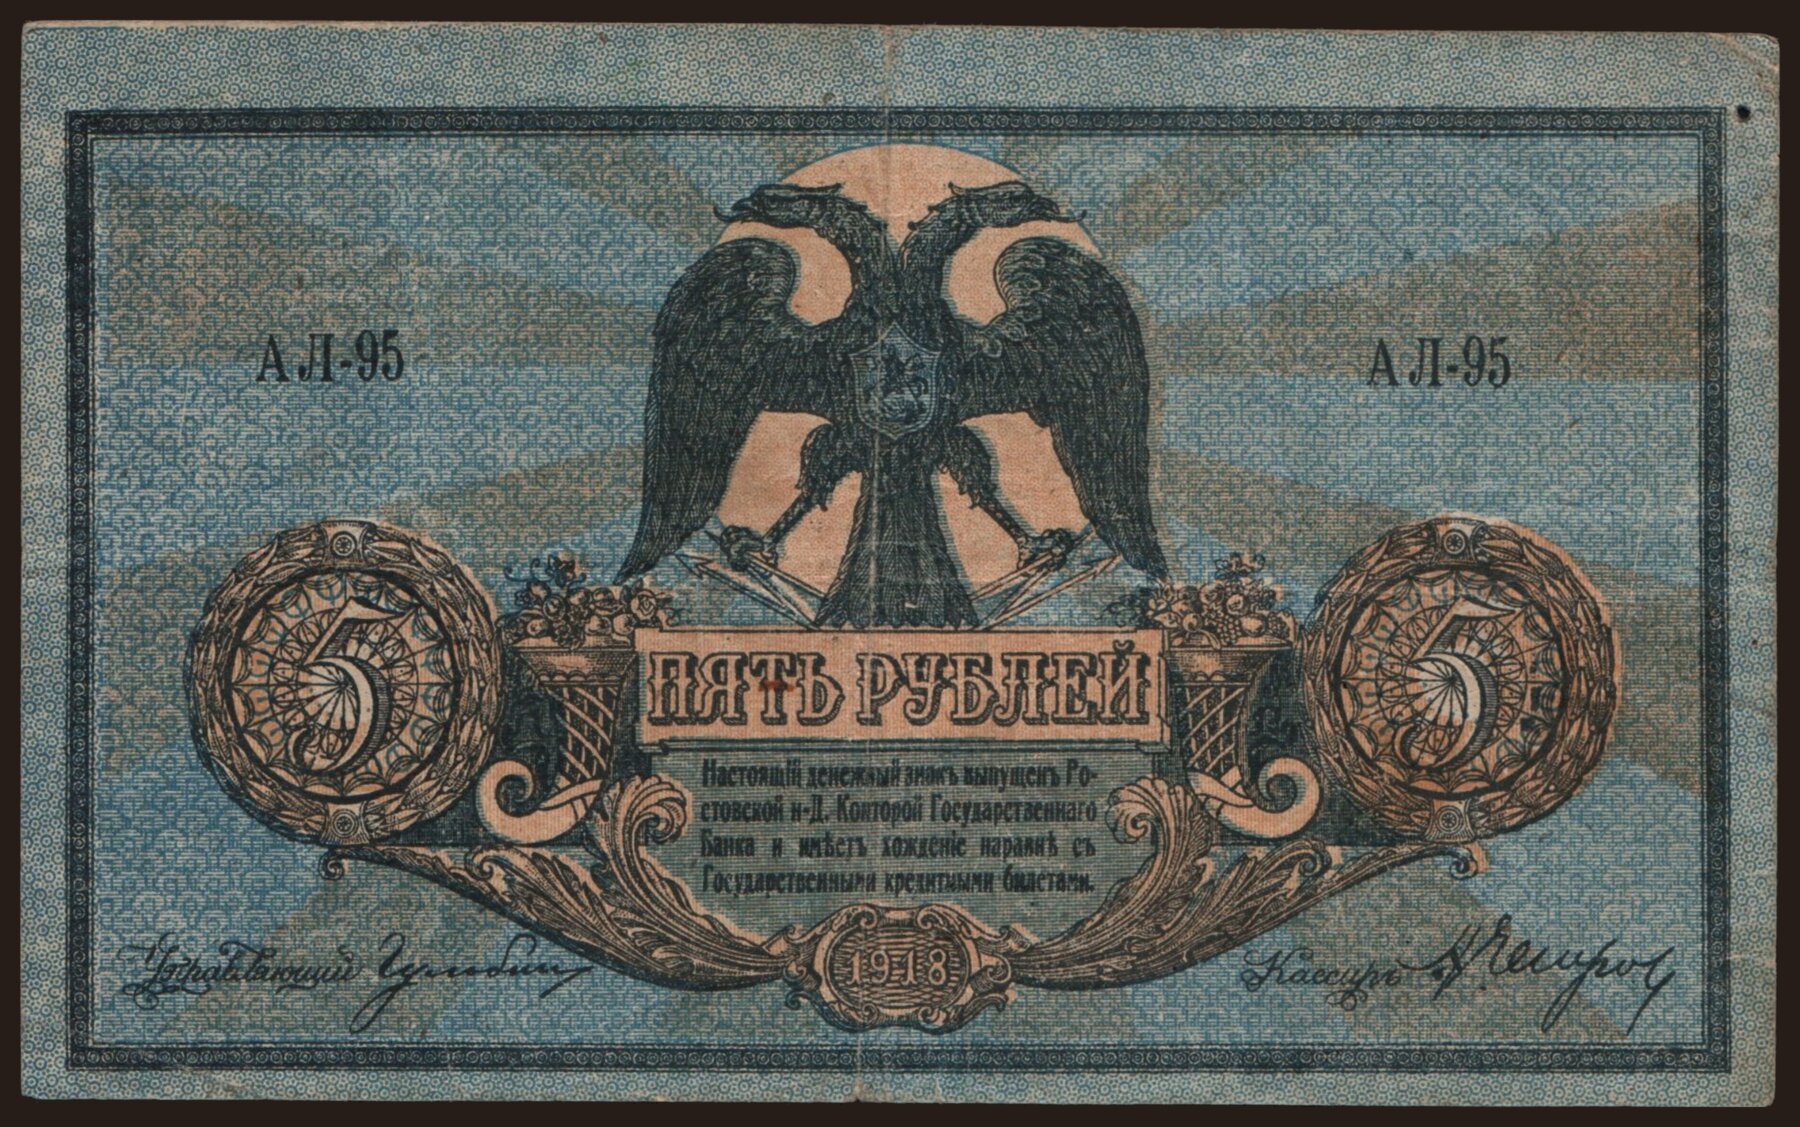 АЛ-95
АЛ-95
5
5
ПЯТЬ РУБЛЕЙ
Настоящій денежный знакъ выпущенъ Ро-
стовской н-Д. Конторой Государственнаго
Банка и имѣетъ хожденіе наравнѣ съ
Государственными кредитными билетами.
1918
Управляющій
Кассиръ